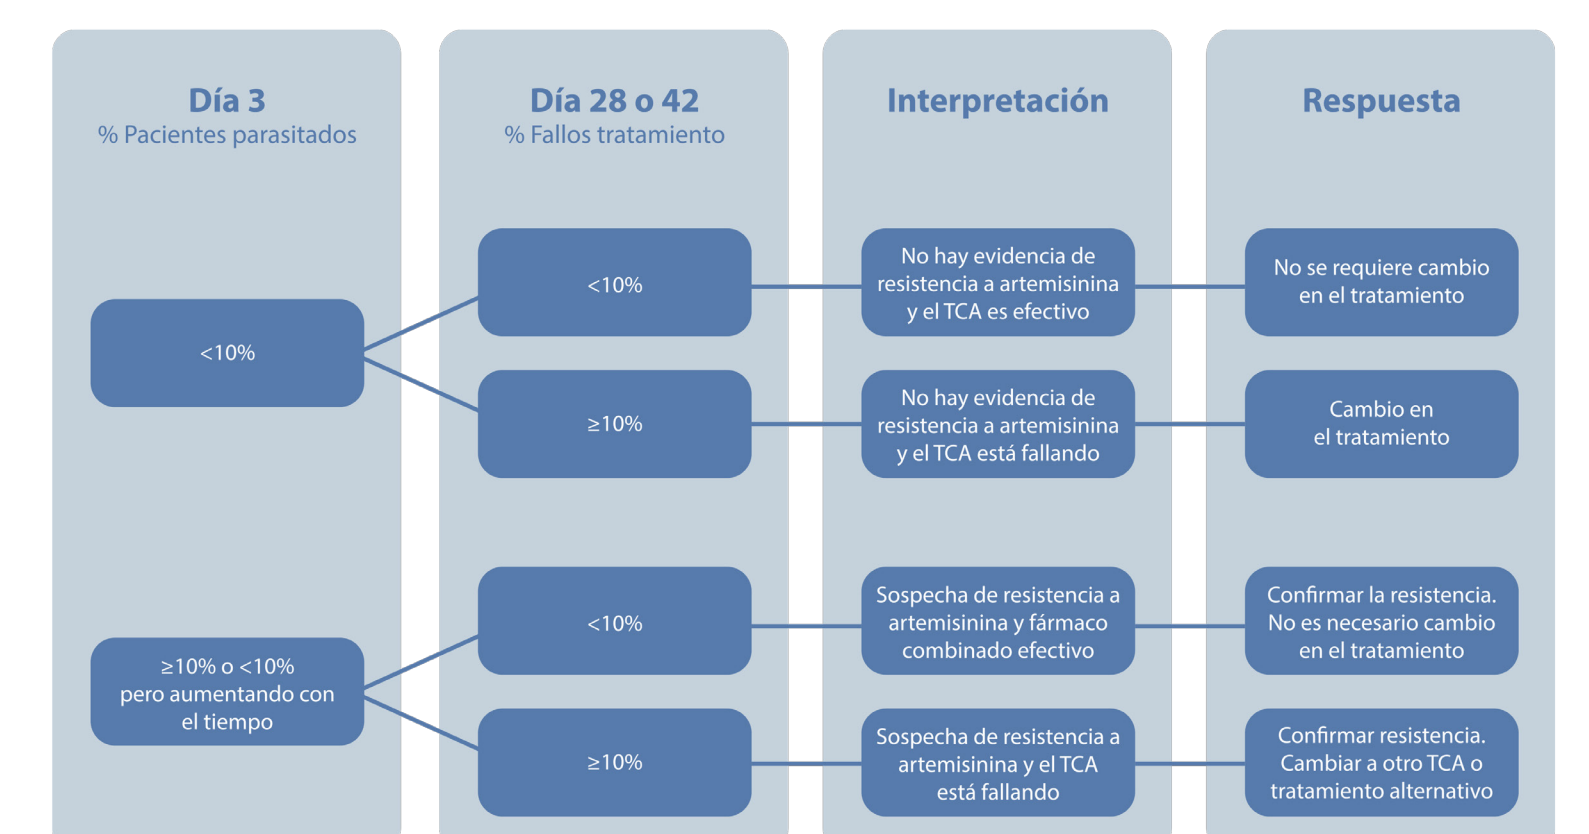 Día 3
% Pacientes parasitados
Día 28 o 42
% Fallos tratamiento
Interpretación
Respuesta
<10%
<10%
No hay evidencia de
resistencia a artemisinina
y el TCA es efectivo
No se requiere cambio
en el tratamiento
≥10%
No hay evidencia de
resistencia a artemisinina
y el TCA está fallando
Cambio en
el tratamiento
≥10% o <10%
pero aumentando con
el tiempo
<10%
Sospecha de resistencia a
artemisinina y fármaco
combinado efectivo
Confirmar la resistencia.
No es necesario cambio
en el tratamiento
≥10%
Sospecha de resistencia a
artemisinina y el TCA
está fallando
Confirmar resistencia.
Cambiar a otro TCA o
tratamiento alternativo